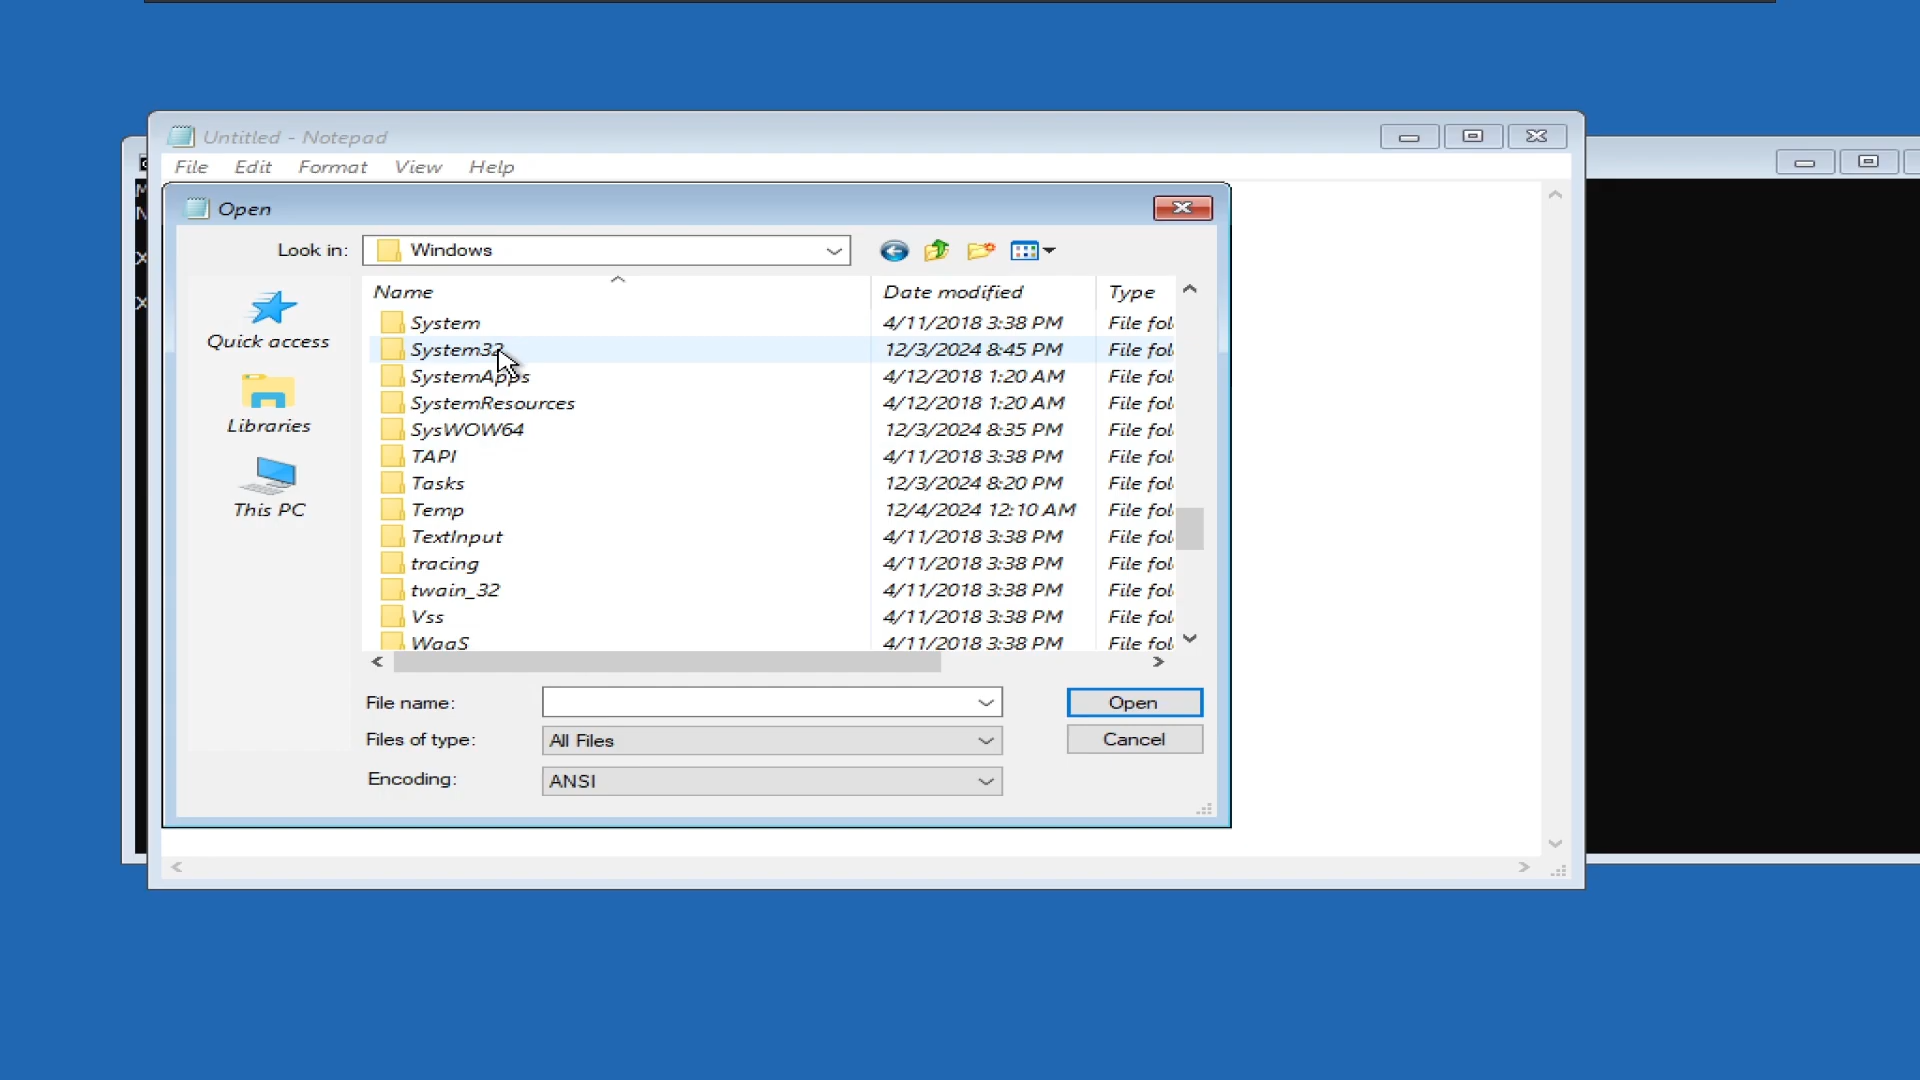 Untitled - Notepad
File Edit Format View Help
Open
Look in: Windows
Quick access
Libraries
This PC
Name Date modified Type
System 4/11/2018 3:38 PM File fol
System32 12/3/2024 8:45 PM File fol
SystemApps 4/12/2018 1:20 AM File fol
SystemResources 4/12/2018 1:20 AM File fol
SysWOW64 12/3/2024 8:35 PM File fol
TAPI 4/11/2018 3:38 PM File fol
Tasks 12/3/2024 8:20 PM File fol
Temp 12/4/2024 12:10 AM File fol
TextInput 4/11/2018 3:38 PM File fol
tracing 4/11/2018 3:38 PM File fol
twain_32 4/11/2018 3:38 PM File fol
Vss 4/11/2018 3:38 PM File fol
WaaS 4/11/2018 3:38 PM File fol
File name: Open
Files of type: All Files Cancel
Encoding: ANSI